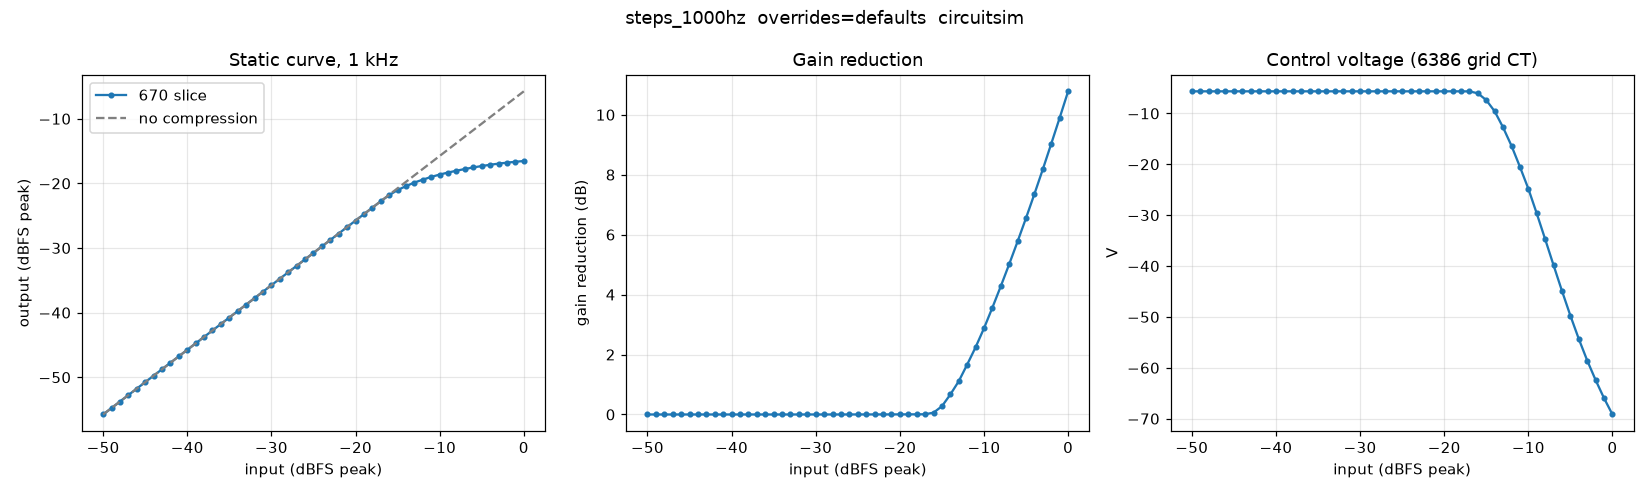 steps_1000hz  overrides=defaults  circuitsim
Static curve, 1 kHz
670 slice
no compression
−10
−20
−30
−40
−50
output (dBFS peak)
−50 −40 −30 −20 −10 0
input (dBFS peak)
Gain reduction
10
8
6
4
2
0
gain reduction (dB)
−50 −40 −30 −20 −10 0
input (dBFS peak)
Control voltage (6386 grid CT)
−10
−20
−30
−40
−50
−60
−70
V
−50 −40 −30 −20 −10 0
input (dBFS peak)